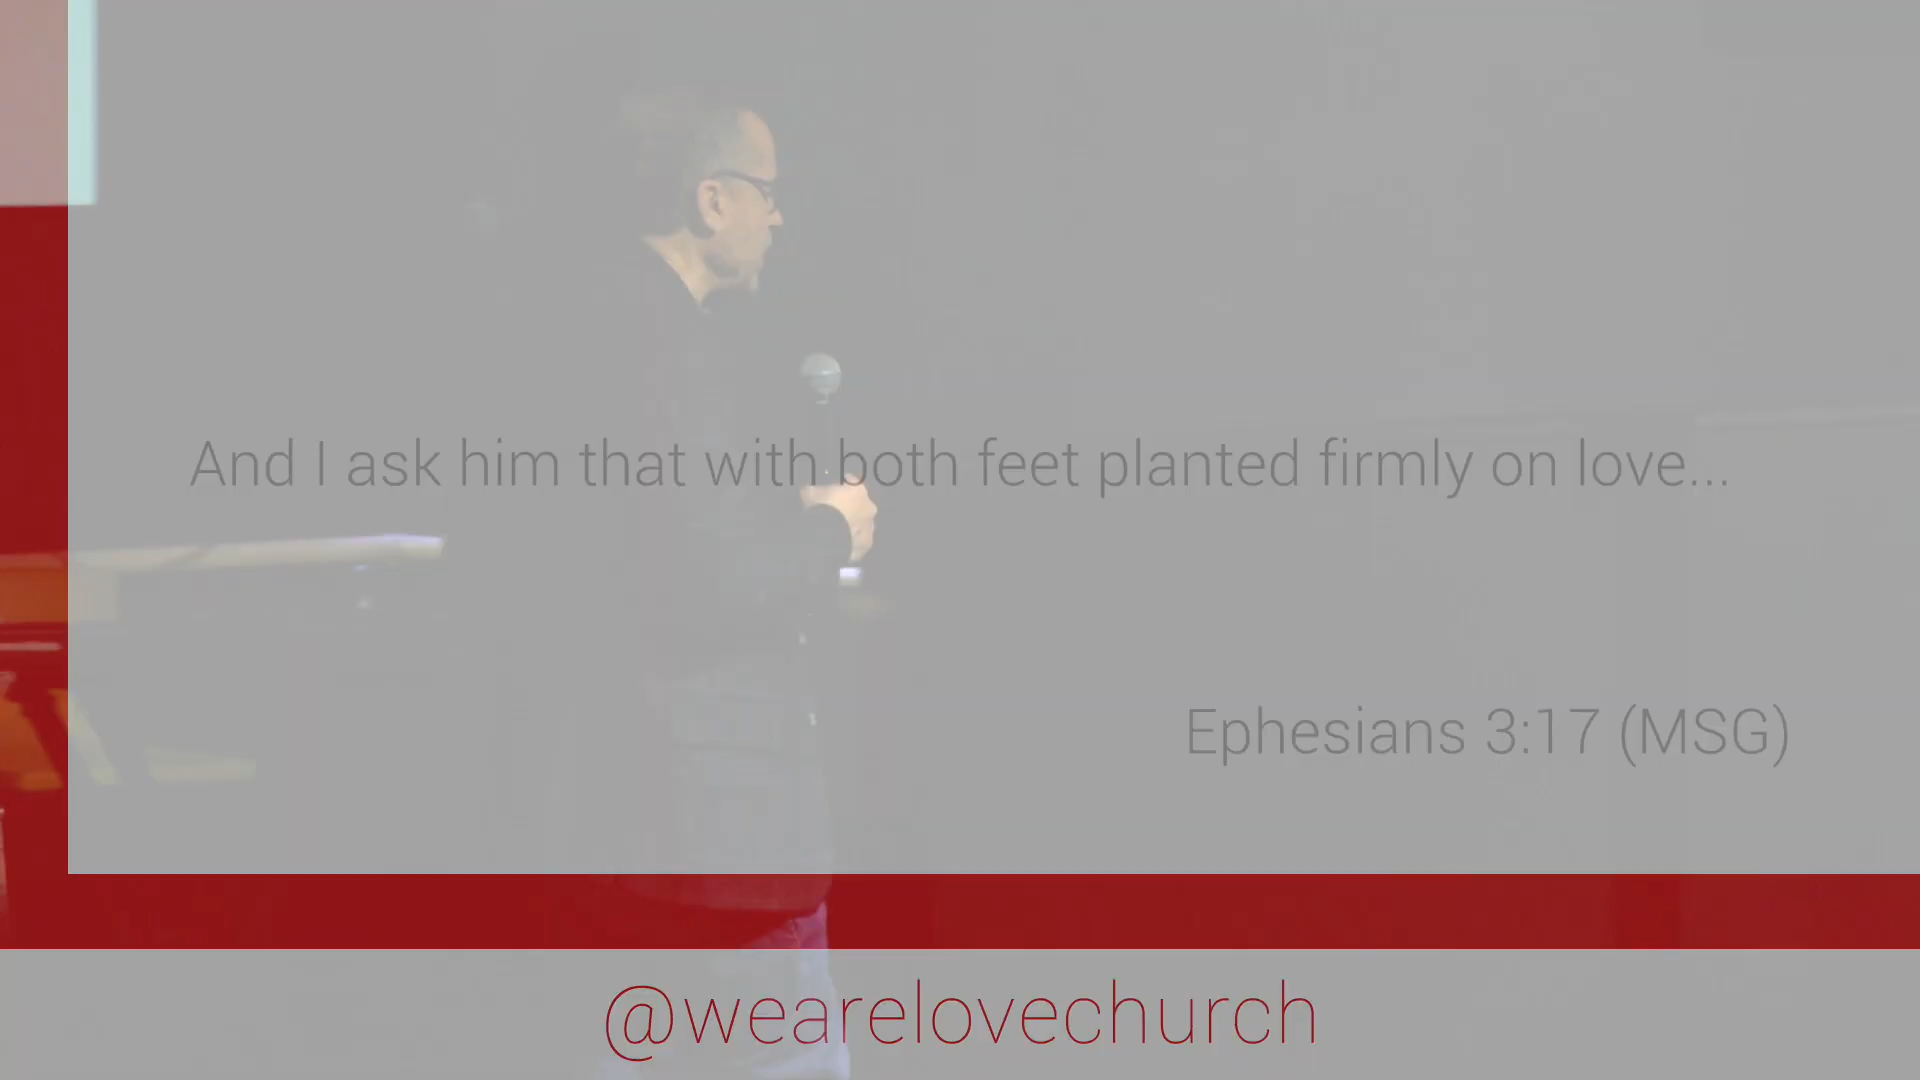 And I ask him that with both feet planted firmly on love...
Ephesians 3:17 (MSG)
@wearelovechurch